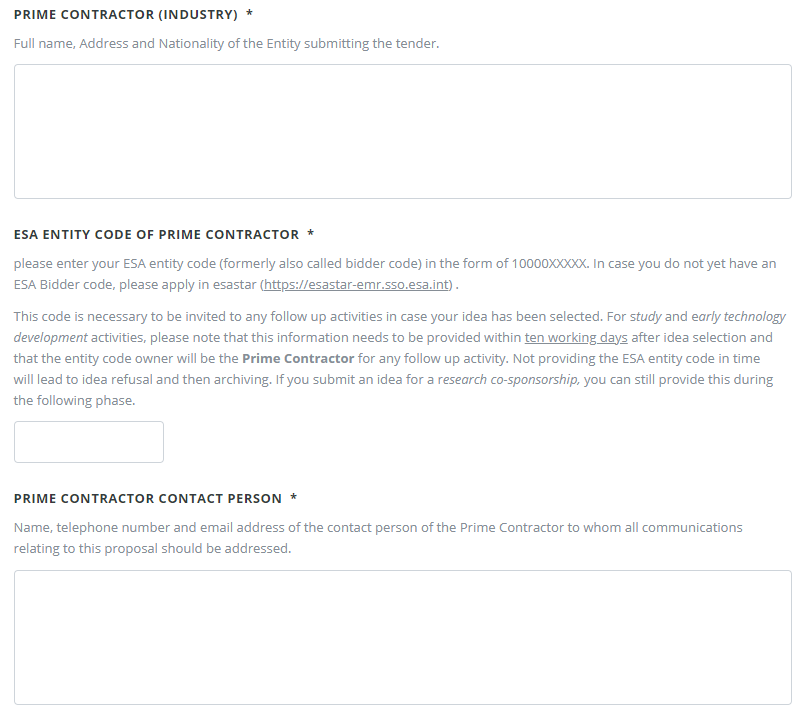 PRIME CONTRACTOR (INDUSTRY) *
Full name, Address and Nationality of the Entity submitting the tender.
ESA ENTITY CODE OF PRIME CONTRACTOR *
please enter your ESA entity code (formerly also called bidder code) in the form of 10000XXXXX. In case you do not yet have an
ESA Bidder code, please apply in esastar (https://esastar-emr.sso.esa.int) .
This code is necessary to be invited to any follow up activities in case your idea has been selected. For study and early technology
development activities, please note that this information needs to be provided within ten working days after idea selection and
that the entity code owner will be the Prime Contractor for any follow up activity. Not providing the ESA entity code in time
will lead to idea refusal and then archiving. If you submit an idea for a research co-sponsorship, you can still provide this during
the following phase.
PRIME CONTRACTOR CONTACT PERSON *
Name, telephone number and email address of the contact person of the Prime Contractor to whom all communications
relating to this proposal should be addressed.